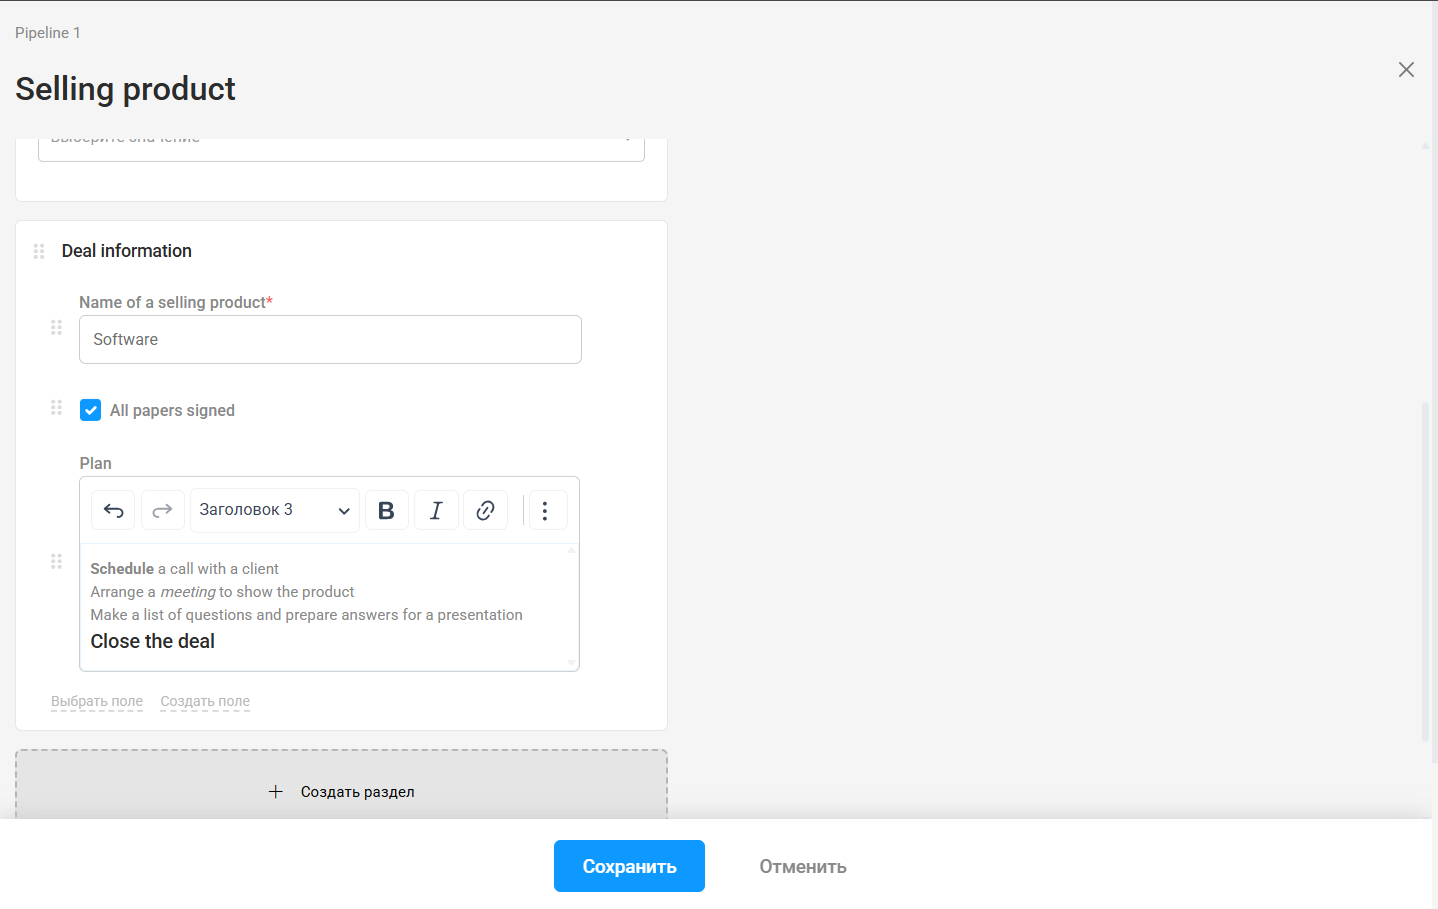 Pipeline 1
Selling product
Выберите значение
Deal information
Name of a selling product*
Software
All papers signed
Plan
Заголовок 3
B I
Schedule a call with a client
Arrange a meeting to show the product
Make a list of questions and prepare answers for a presentation
Close the deal
Выбрать поле Создать поле
+ Создать раздел
Сохранить Отменить